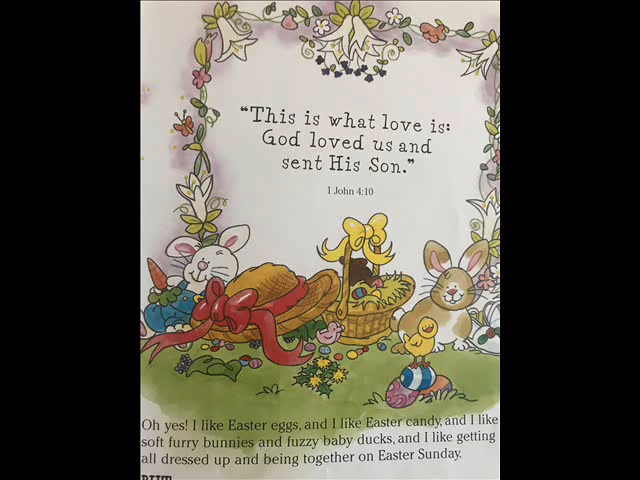 “This is what love is:
God loved us and
sent His Son.”
1 John 4:10
Oh yes! I like Easter eggs, and I like Easter candy, and I like
soft furry bunnies and fuzzy baby ducks, and I like getting
all dressed up and being together on Easter Sunday.